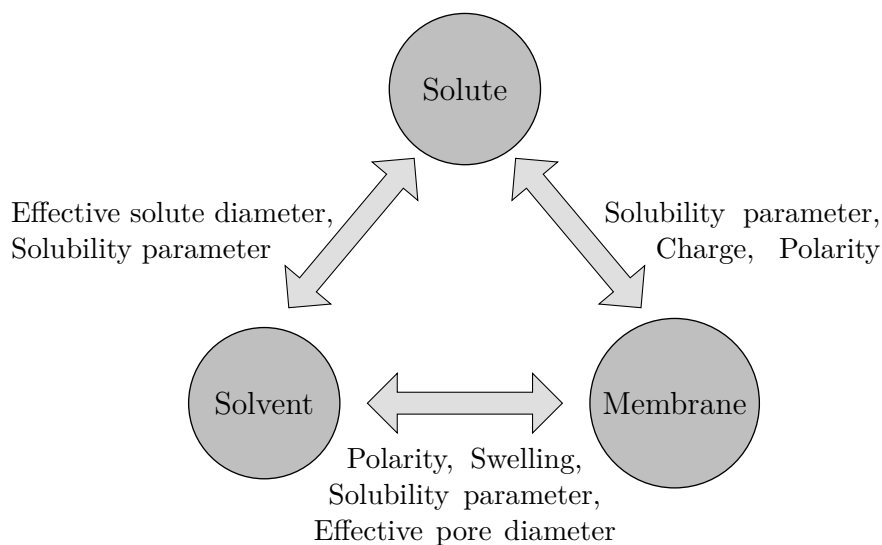 Solute
Effective solute diameter,
Solubility parameter
Solubility parameter,
Charge, Polarity
Solvent
Membrane
Polarity, Swelling,
Solubility parameter,
Effective pore diameter